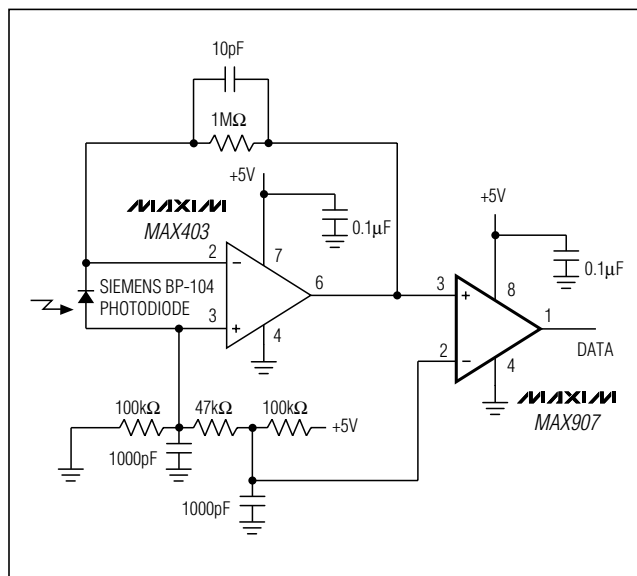 10pF
1MΩ
+5V
MAXIM
MAX403
0.1µF
2
7
6
3
4
SIEMENS BP-104
PHOTODIODE
+5V
0.1µF
3
8
1
2
4
DATA
MAXIM
MAX907
100kΩ
47kΩ
100kΩ
+5V
1000pF
1000pF